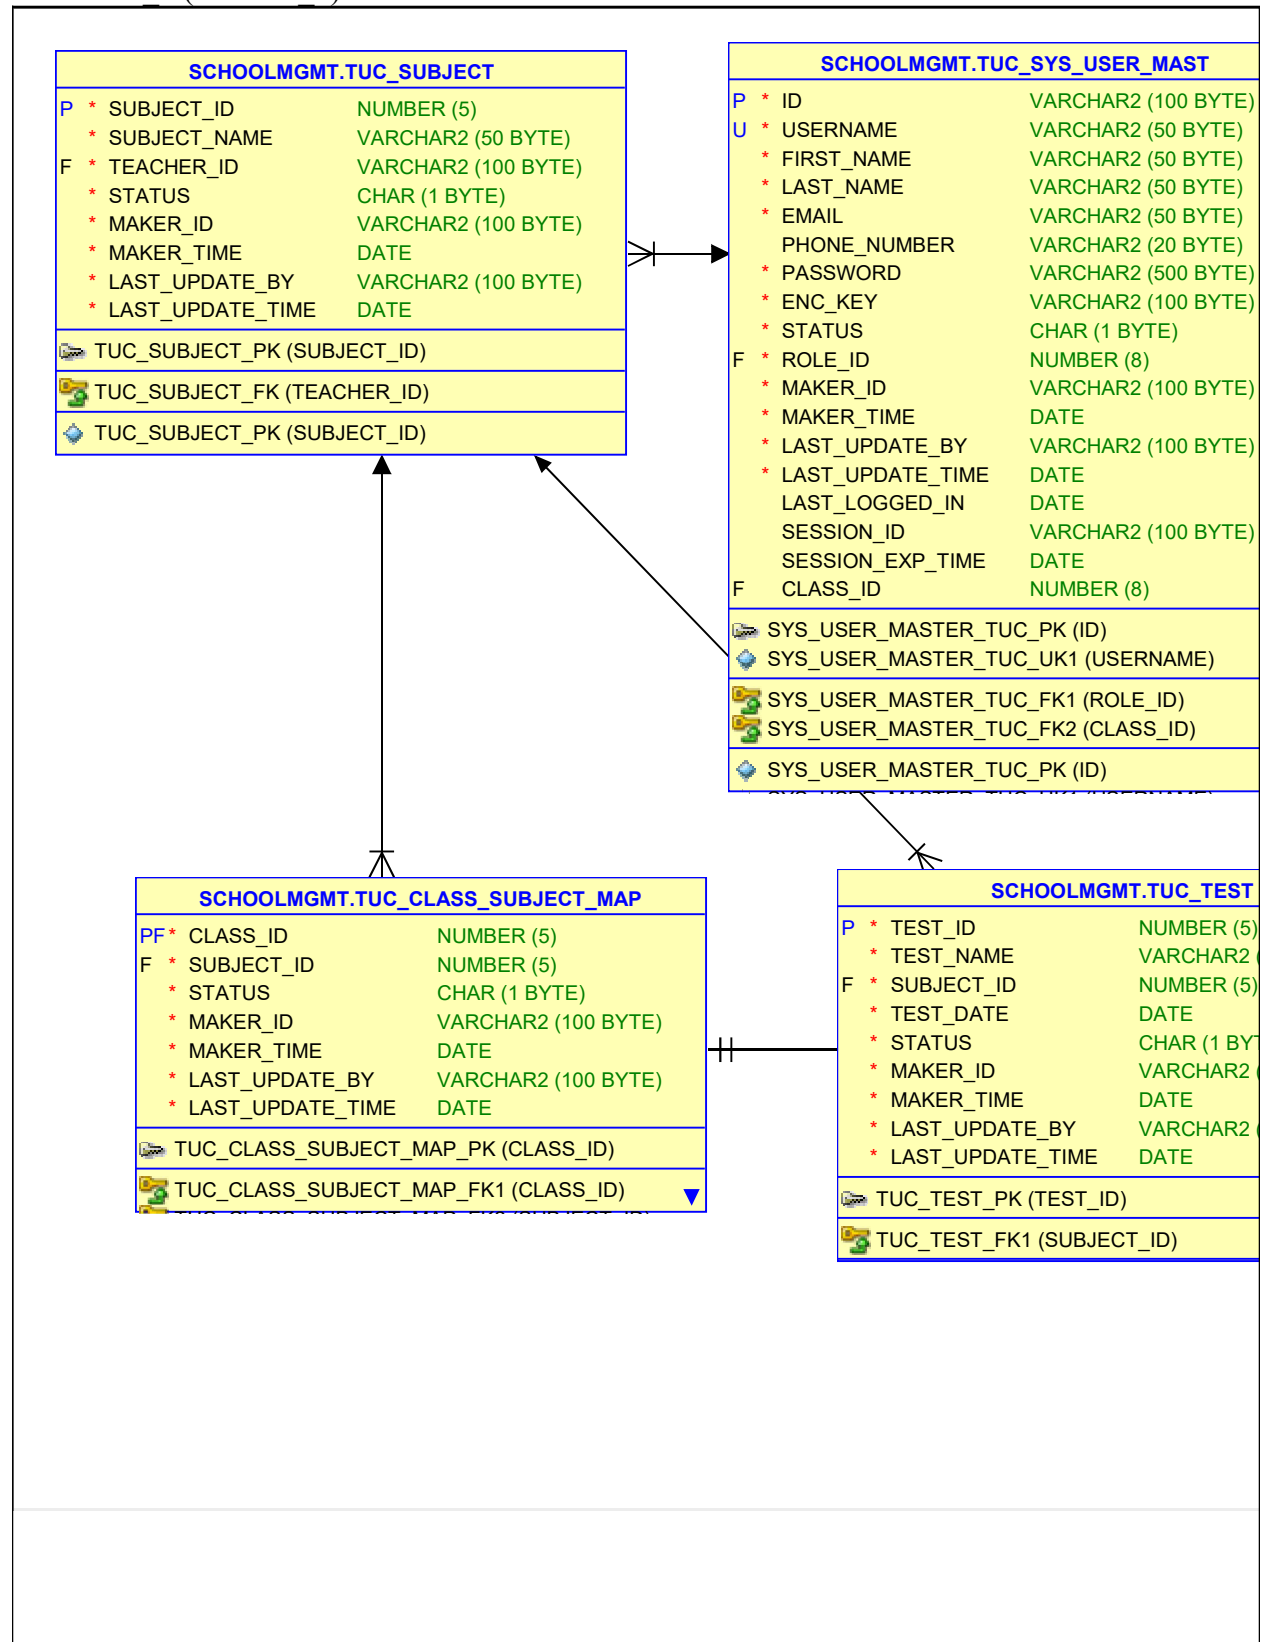 SCHOOLMGMT.TUC_SUBJECT
P * SUBJECT_ID NUMBER (5)
* SUBJECT_NAME VARCHAR2 (50 BYTE)
F * TEACHER_ID VARCHAR2 (100 BYTE)
* STATUS CHAR (1 BYTE)
* MAKER_ID VARCHAR2 (100 BYTE)
* MAKER_TIME DATE
* LAST_UPDATE_BY VARCHAR2 (100 BYTE)
* LAST_UPDATE_TIME DATE
TUC_SUBJECT_PK (SUBJECT_ID)
TUC_SUBJECT_FK (TEACHER_ID)
TUC_SUBJECT_PK (SUBJECT_ID)
SCHOOLMGMT.TUC_SYS_USER_MAST
P * ID VARCHAR2 (100 BYTE)
U * USERNAME VARCHAR2 (50 BYTE)
* FIRST_NAME VARCHAR2 (50 BYTE)
* LAST_NAME VARCHAR2 (50 BYTE)
* EMAIL VARCHAR2 (50 BYTE)
PHONE_NUMBER VARCHAR2 (20 BYTE)
* PASSWORD VARCHAR2 (500 BYTE)
* ENC_KEY VARCHAR2 (100 BYTE)
* STATUS CHAR (1 BYTE)
F * ROLE_ID NUMBER (8)
* MAKER_ID VARCHAR2 (100 BYTE)
* MAKER_TIME DATE
* LAST_UPDATE_BY VARCHAR2 (100 BYTE)
* LAST_UPDATE_TIME DATE
LAST_LOGGED_IN DATE
SESSION_ID VARCHAR2 (100 BYTE)
SESSION_EXP_TIME DATE
F CLASS_ID NUMBER (8)
SYS_USER_MASTER_TUC_PK (ID)
SYS_USER_MASTER_TUC_UK1 (USERNAME)
SYS_USER_MASTER_TUC_FK1 (ROLE_ID)
SYS_USER_MASTER_TUC_FK2 (CLASS_ID)
SYS_USER_MASTER_TUC_PK (ID)
SCHOOLMGMT.TUC_CLASS_SUBJECT_MAP
PF * CLASS_ID NUMBER (5)
F * SUBJECT_ID NUMBER (5)
* STATUS CHAR (1 BYTE)
* MAKER_ID VARCHAR2 (100 BYTE)
* MAKER_TIME DATE
* LAST_UPDATE_BY VARCHAR2 (100 BYTE)
* LAST_UPDATE_TIME DATE
TUC_CLASS_SUBJECT_MAP_PK (CLASS_ID)
TUC_CLASS_SUBJECT_MAP_FK1 (CLASS_ID)
SCHOOLMGMT.TUC_TEST
P * TEST_ID NUMBER (5)
* TEST_NAME VARCHAR2 (
F * SUBJECT_ID NUMBER (5)
* TEST_DATE DATE
* STATUS CHAR (1 BYT
* MAKER_ID VARCHAR2 (
* MAKER_TIME DATE
* LAST_UPDATE_BY VARCHAR2 (
* LAST_UPDATE_TIME DATE
TUC_TEST_PK (TEST_ID)
TUC_TEST_FK1 (SUBJECT_ID)